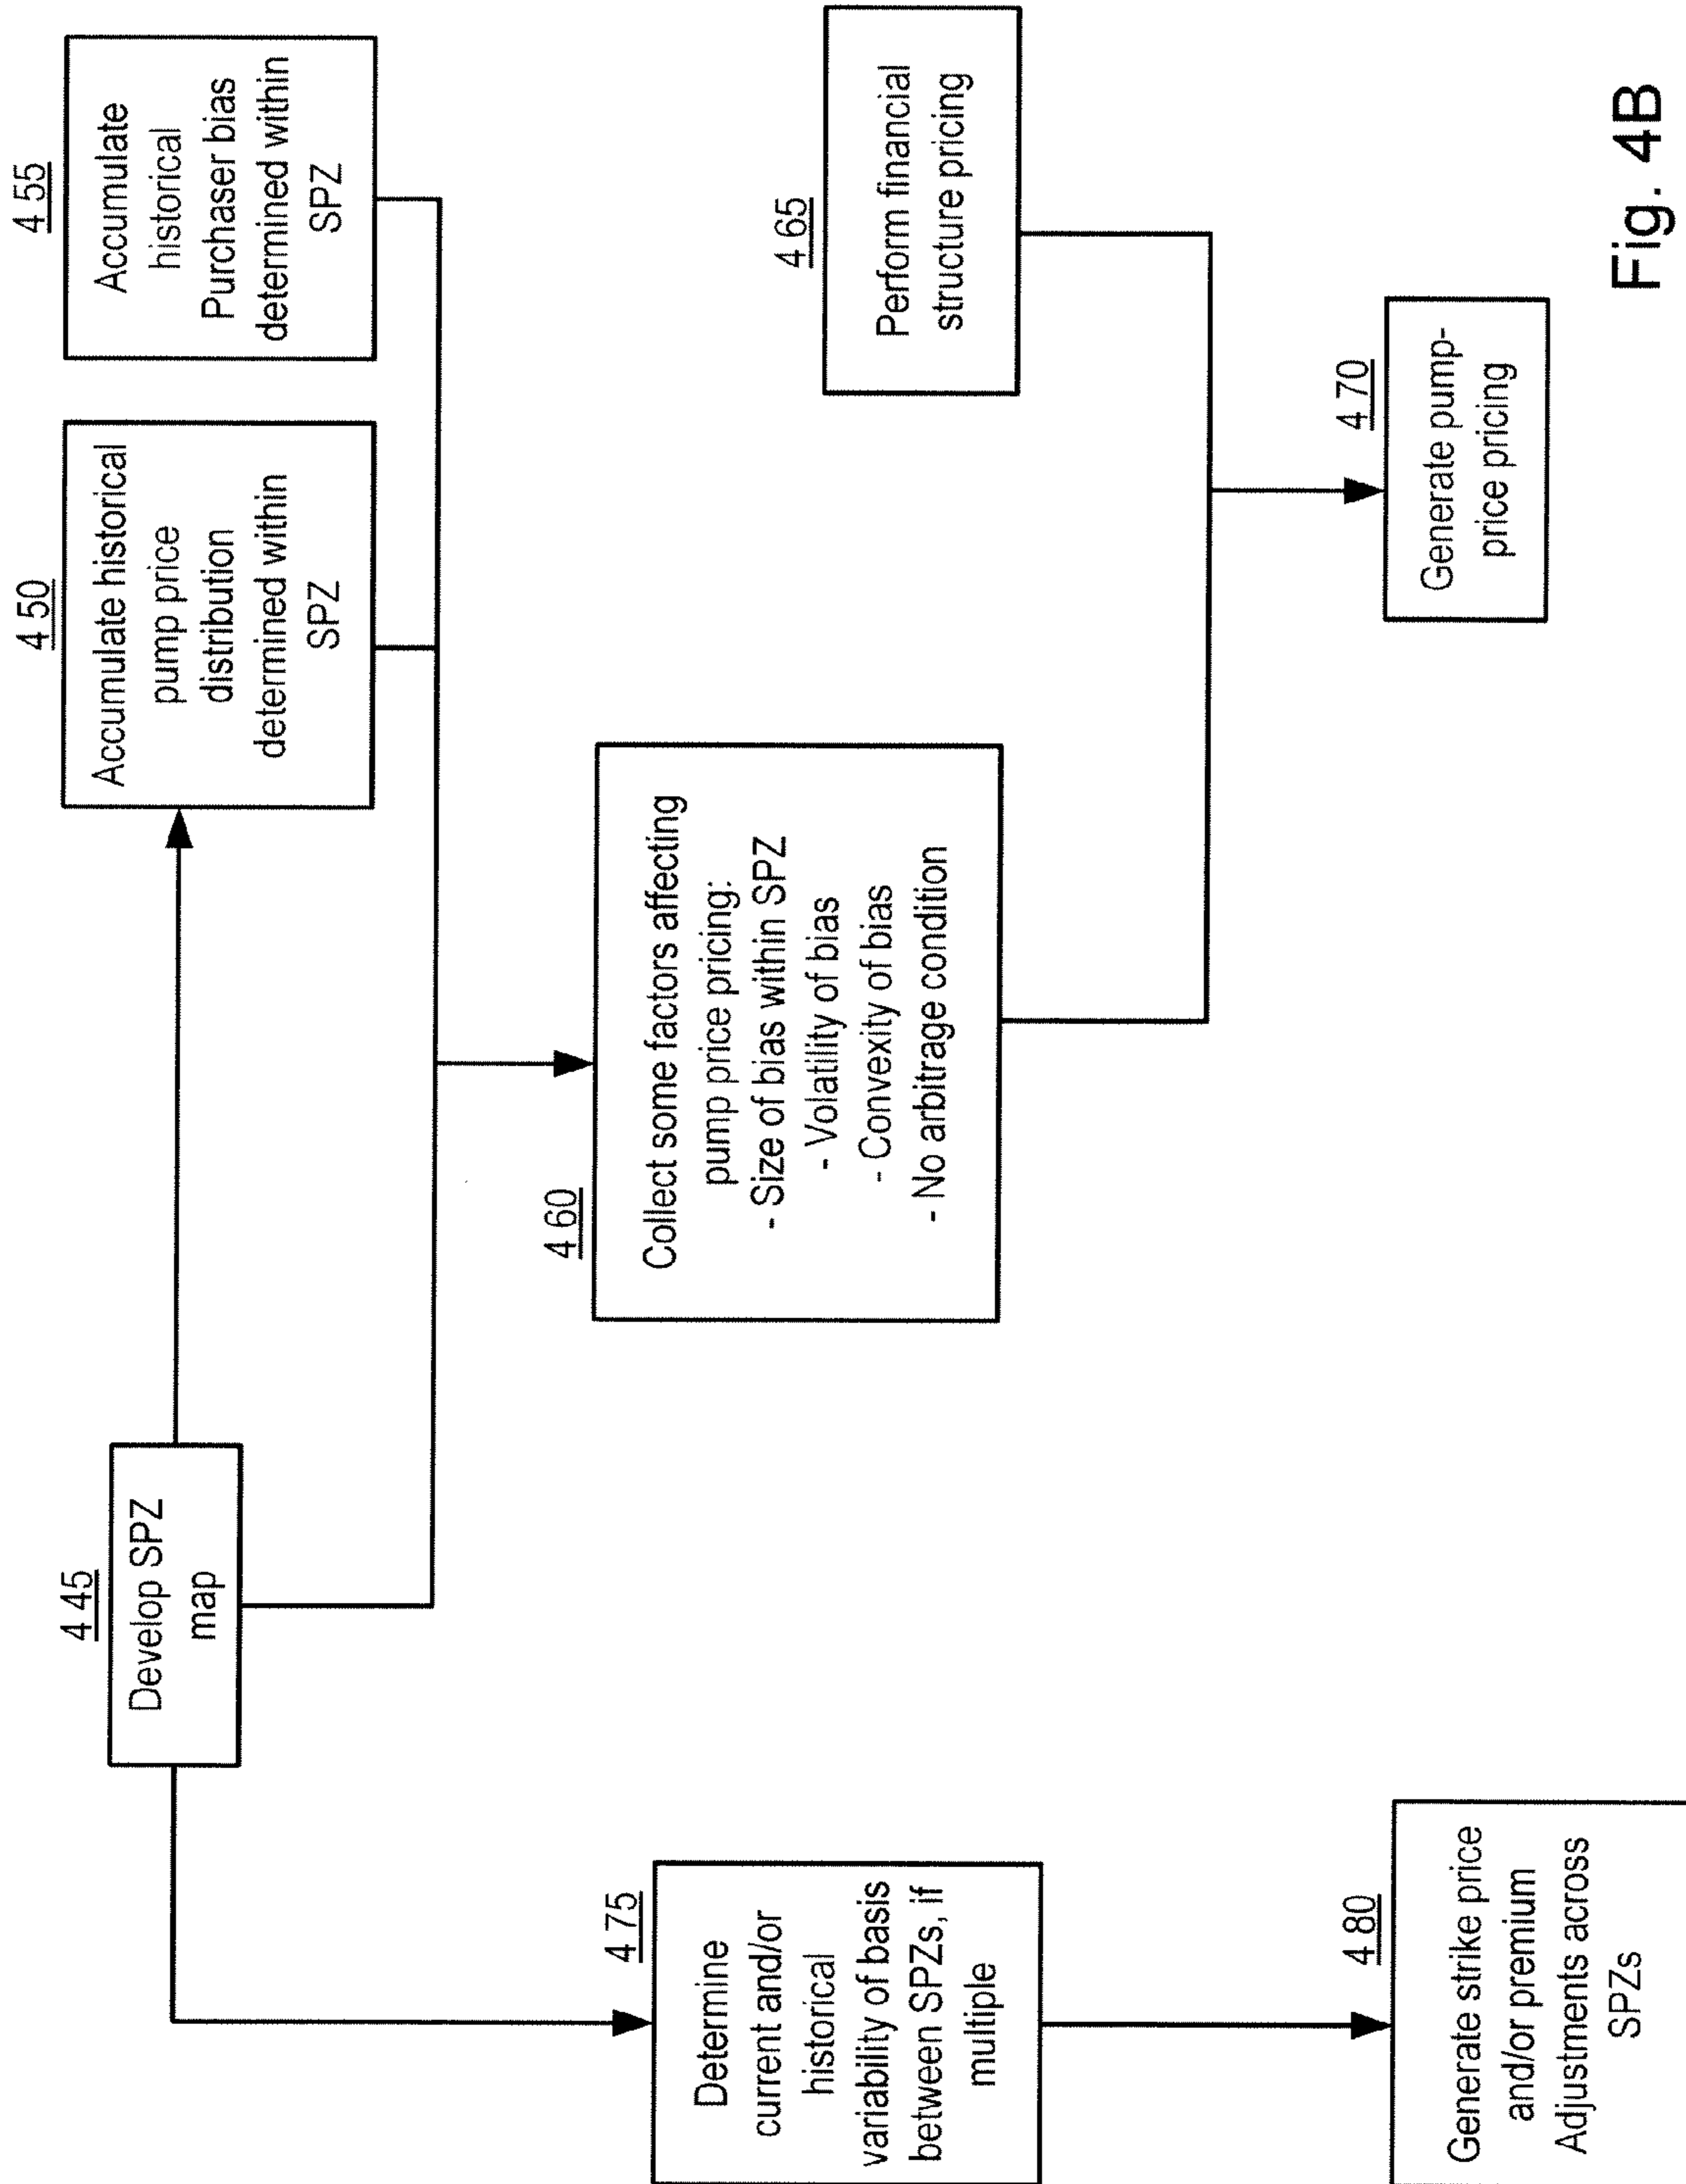 4 45
Develop SPZ
map
4 50
Accumulate historical
pump price
distribution
determined within
SPZ
4 55
Accumulate
historical
Purchaser bias
determined within
SPZ
4 60
Collect some factors affecting
pump price pricing:
- Size of bias within SPZ
- Volatility of bias
- Convexity of bias
- No arbitrage condition
4 65
Perform financial
structure pricing
4 70
Generate pump-
price pricing
4 75
Determine
current and/or
historical
variability of basis
between SPZs, if
multiple
4 80
Generate strike price
and/or premium
Adjustments across
SPZs
Fig. 4B